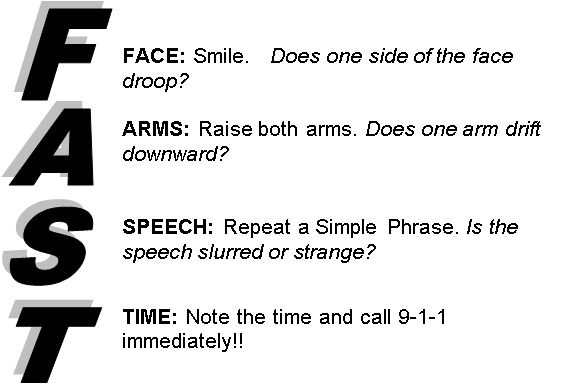 F
FACE: Smile. Does one side of the face
droop?
A
ARMS: Raise both arms. Does one arm drift
downward?
S
SPEECH: Repeat a Simple Phrase. Is the
speech slurred or strange?
T
TIME: Note the time and call 9-1-1
immediately!!